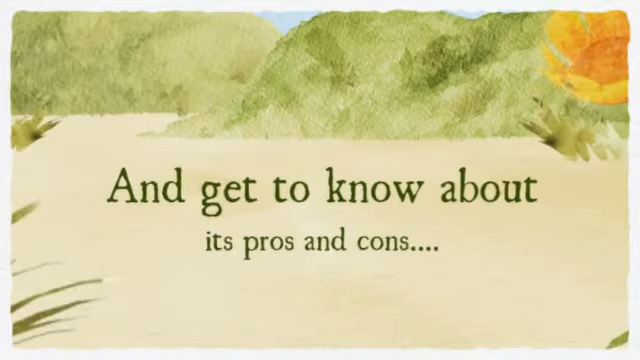 And get to know about
its pros and cons....